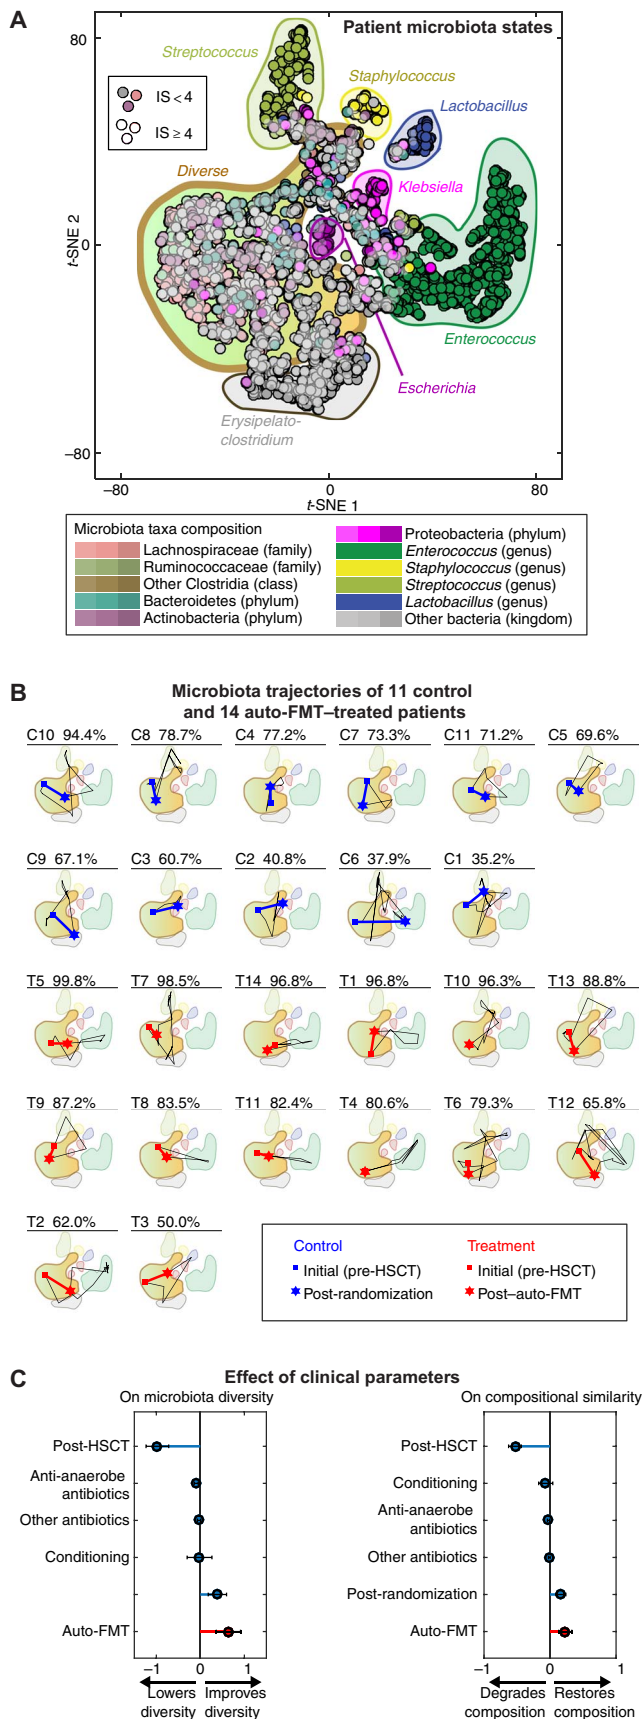 A
Patient microbiota states
80
0
−80
t-SNE 2
Streptococcus
Staphylococcus
Lactobacillus
IS < 4
IS ≥ 4
Diverse
Klebsiella
Enterococcus
Escherichia
Erysipelato-
clostridium
−80
0
80
t-SNE 1
Microbiota taxa composition
Lachnospiraceae (family)
Ruminococcaceae (family)
Other Clostridia (class)
Bacteroidetes (phylum)
Actinobacteria (phylum)
Proteobacteria (phylum)
Enterococcus (genus)
Staphylococcus (genus)
Streptococcus (genus)
Lactobacillus (genus)
Other bacteria (kingdom)
B
Microbiota trajectories of 11 control
and 14 auto-FMT–treated patients
C10 94.4%
C8 78.7%
C4 77.2%
C7 73.3%
C11 71.2%
C5 69.6%
C9 67.1%
C3 60.7%
C2 40.8%
C6 37.9%
C1 35.2%
T5 99.8%
T7 98.5%
T14 96.8%
T1 96.8%
T10 96.3%
T13 88.8%
T9 87.2%
T8 83.5%
T11 82.4%
T4 80.6%
T6 79.3%
T12 65.8%
T2 62.0%
T3 50.0%
Control
Initial (pre-HSCT)
Post-randomization
Treatment
Initial (pre-HSCT)
Post–auto-FMT
C
Effect of clinical parameters
On microbiota diversity
Post-HSCT
Anti-anaerobe
antibiotics
Other antibiotics
Conditioning
Auto-FMT
−1
0
1
Lowers
diversity
Improves
diversity
On compositional similarity
Post-HSCT
Conditioning
Anti-anaerobe
antibiotics
Other antibiotics
Post-randomization
Auto-FMT
−1
0
1
Degrades
composition
Restores
composition